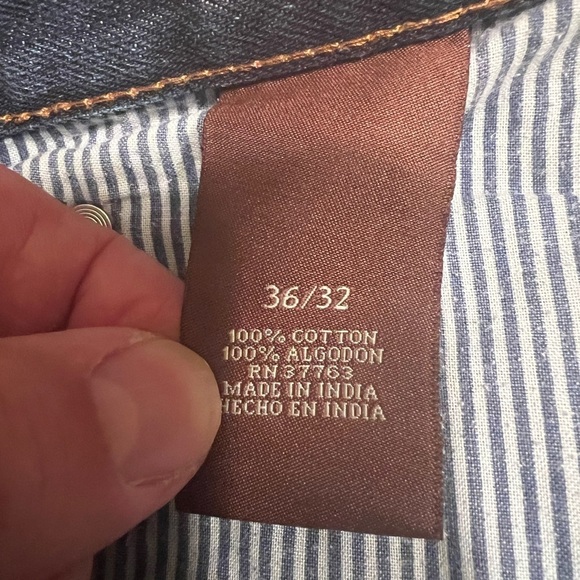 36/32
100% COTTON
100% ALGODON
RN 37763
MADE IN INDIA
HECHO EN INDIA